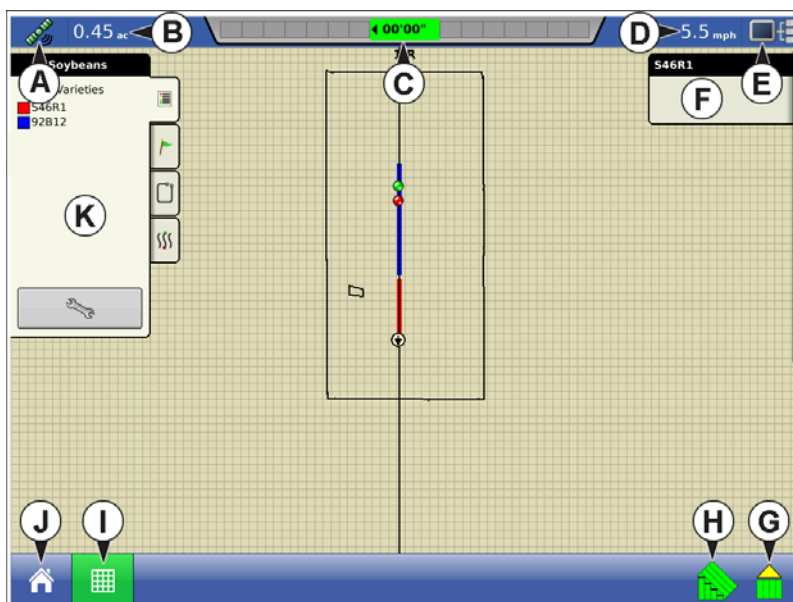 0.45 ac
B
00'00"
D
5.5 mph
A
Soybeans
C
S46R1
E
Varieties
S46R1
92B12
F
K
J
I
H
G